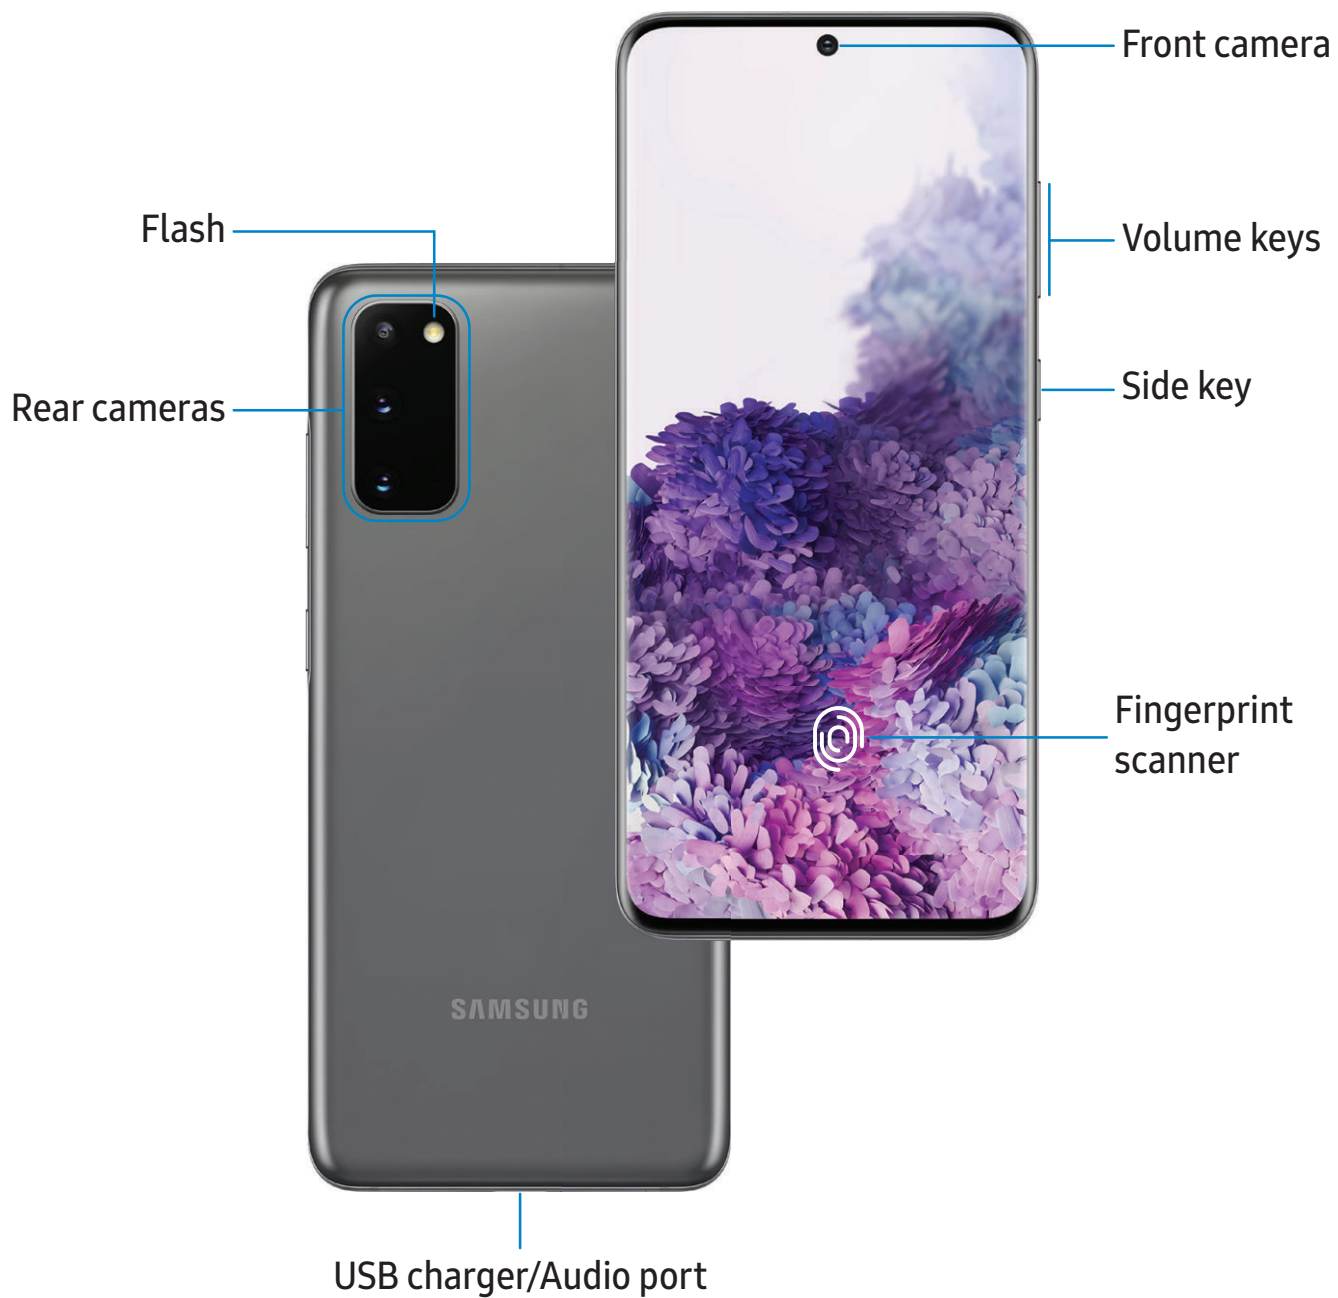 Front camera
Flash
Volume keys
Rear cameras
Side key
Fingerprint
scanner
SAMSUNG
USB charger/Audio port